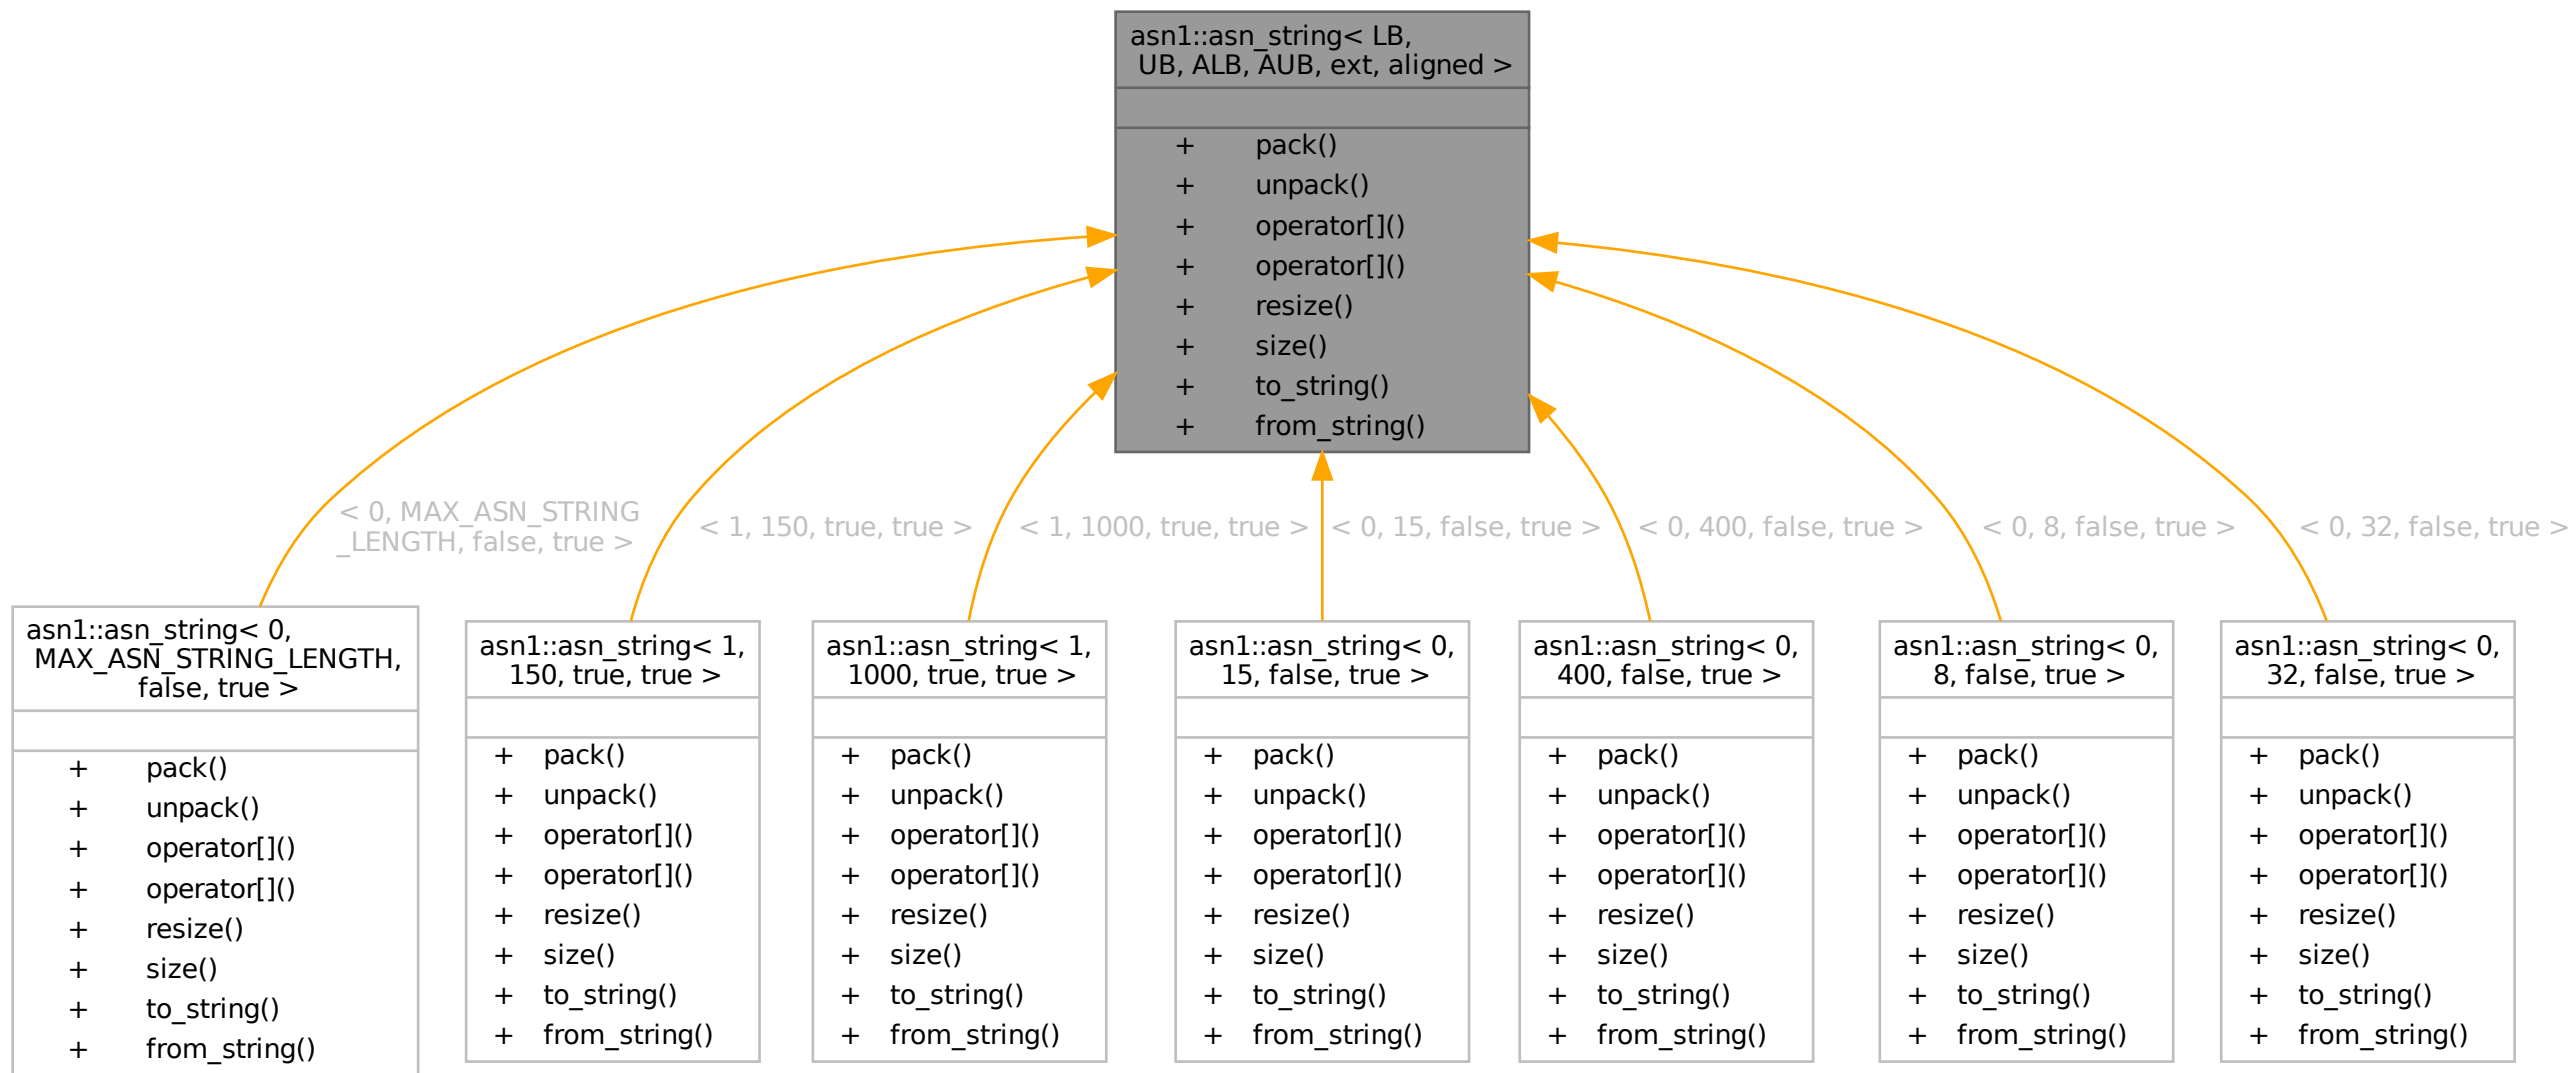 asn1::asn_string< LB,
UB, ALB, AUB, ext, aligned >
+ pack()
+ unpack()
+ operator[]()
+ operator[]()
+ resize()
+ size()
+ to_string()
+ from_string()
< 0, MAX_ASN_STRING
_LENGTH, false, true >
< 1, 150, true, true >
< 1, 1000, true, true >
< 0, 15, false, true >
< 0, 400, false, true >
< 0, 8, false, true >
< 0, 32, false, true >
asn1::asn_string< 0,
MAX_ASN_STRING_LENGTH,
false, true >
+ pack()
+ unpack()
+ operator[]()
+ operator[]()
+ resize()
+ size()
+ to_string()
+ from_string()
asn1::asn_string< 1,
150, true, true >
+ pack()
+ unpack()
+ operator[]()
+ operator[]()
+ resize()
+ size()
+ to_string()
+ from_string()
asn1::asn_string< 1,
1000, true, true >
+ pack()
+ unpack()
+ operator[]()
+ operator[]()
+ resize()
+ size()
+ to_string()
+ from_string()
asn1::asn_string< 0,
15, false, true >
+ pack()
+ unpack()
+ operator[]()
+ operator[]()
+ resize()
+ size()
+ to_string()
+ from_string()
asn1::asn_string< 0,
400, false, true >
+ pack()
+ unpack()
+ operator[]()
+ operator[]()
+ resize()
+ size()
+ to_string()
+ from_string()
asn1::asn_string< 0,
8, false, true >
+ pack()
+ unpack()
+ operator[]()
+ operator[]()
+ resize()
+ size()
+ to_string()
+ from_string()
asn1::asn_string< 0,
32, false, true >
+ pack()
+ unpack()
+ operator[]()
+ operator[]()
+ resize()
+ size()
+ to_string()
+ from_string()